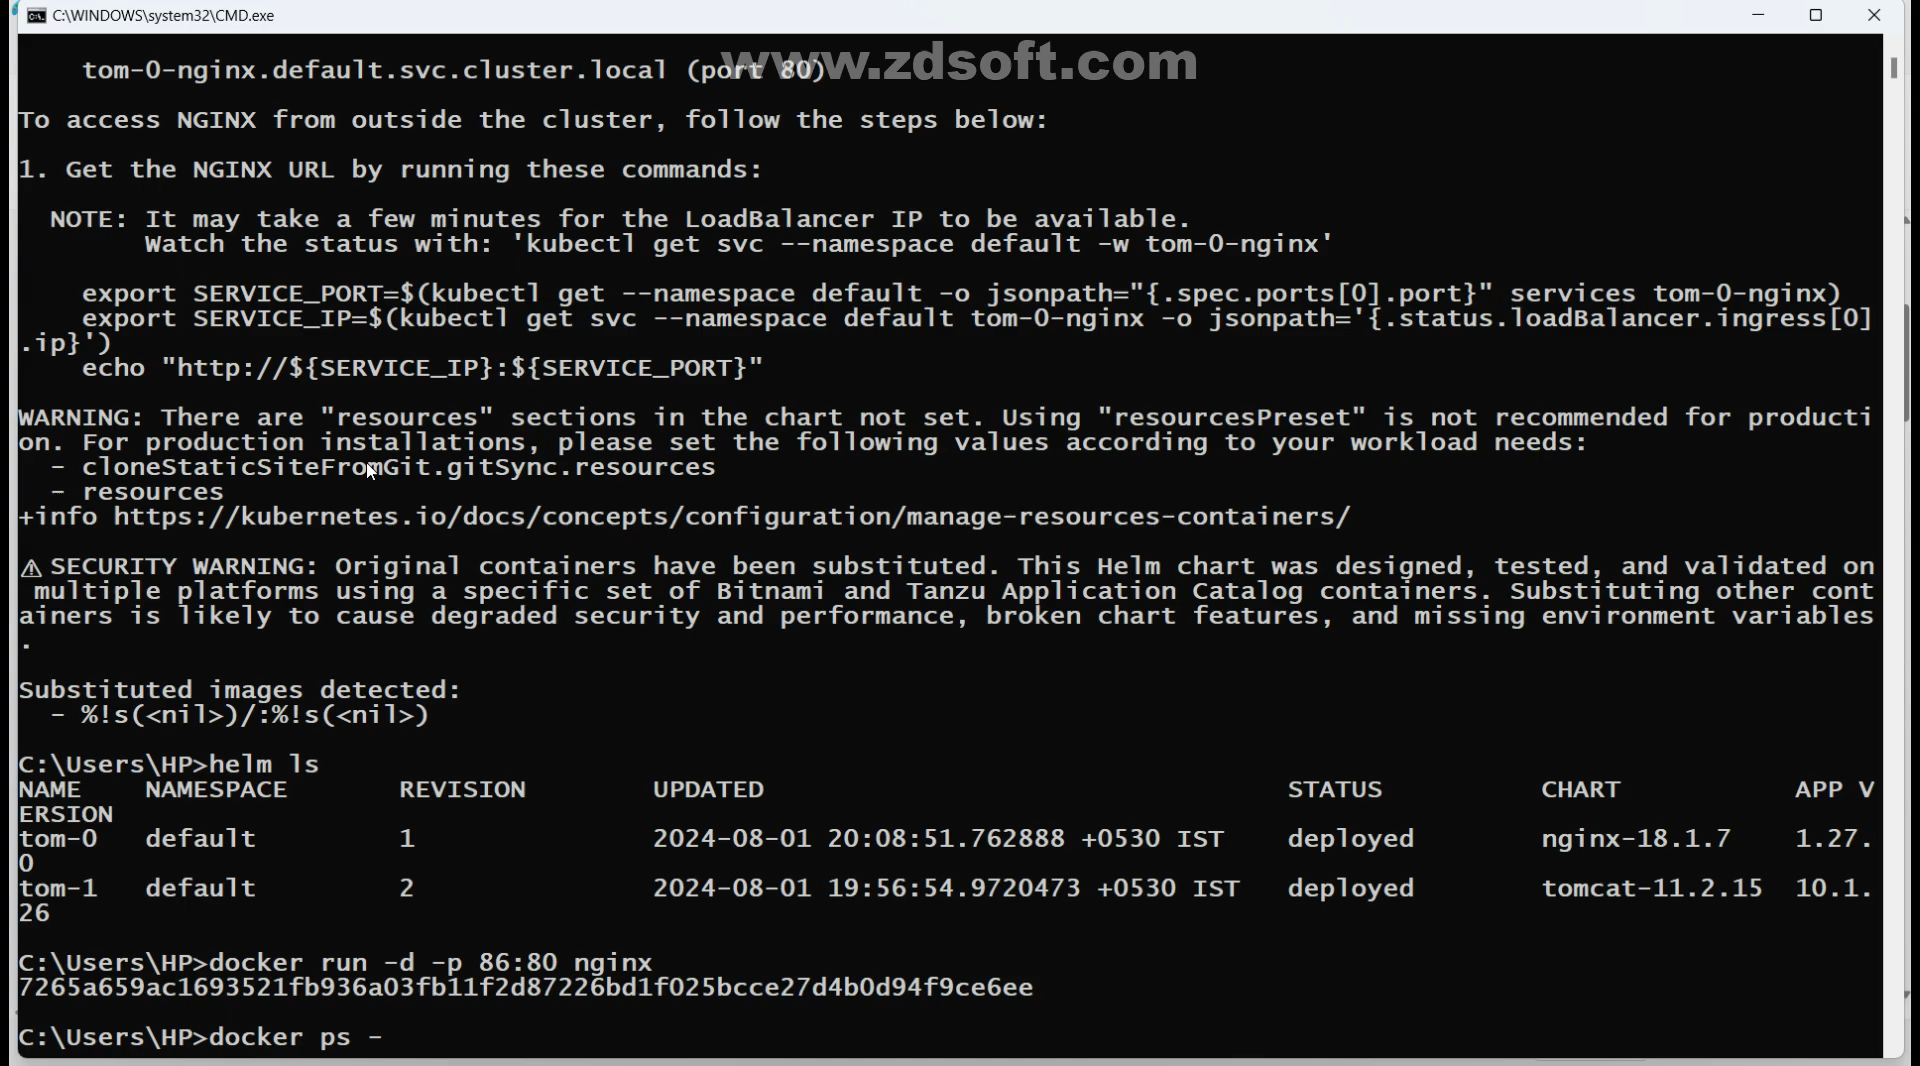 C:\WINDOWS\system32\CMD.exe
www.zdsoft.com
    tom-0-nginx.default.svc.cluster.local (port 80)
To access NGINX from outside the cluster, follow the steps below:
1. Get the NGINX URL by running these commands:
  NOTE: It may take a few minutes for the LoadBalancer IP to be available.
        Watch the status with: 'kubectl get svc --namespace default -w tom-0-nginx'
    export SERVICE_PORT=$(kubectl get --namespace default -o jsonpath="{.spec.ports[0].port}" services tom-0-nginx)
    export SERVICE_IP=$(kubectl get svc --namespace default tom-0-nginx -o jsonpath='{.status.loadBalancer.ingress[0]
.ip}')
    echo "http://${SERVICE_IP}:${SERVICE_PORT}"
WARNING: There are "resources" sections in the chart not set. Using "resourcesPreset" is not recommended for producti
on. For production installations, please set the following values according to your workload needs:
  - cloneStaticSiteFromGit.gitSync.resources
  - resources
+info https://kubernetes.io/docs/concepts/configuration/manage-resources-containers/
⚠ SECURITY WARNING: Original containers have been substituted. This Helm chart was designed, tested, and validated on
 multiple platforms using a specific set of Bitnami and Tanzu Application Catalog containers. Substituting other cont
ainers is likely to cause degraded security and performance, broken chart features, and missing environment variables
.
Substituted images detected:
  - %!s(<nil>)/:%!s(<nil>)
C:\Users\HP>helm ls
NAME    NAMESPACE       REVISION        UPDATED                                 STATUS          CHART           APP V
ERSION
tom-0   default         1               2024-08-01 20:08:51.762888 +0530 IST    deployed        nginx-18.1.7    1.27.
0
tom-1   default         2               2024-08-01 19:56:54.9720473 +0530 IST   deployed        tomcat-11.2.15  10.1.
26
C:\Users\HP>docker run -d -p 86:80 nginx
7265a659ac1693521fb936a03fb11f2d87226bd1f025bcce27d4b0d94f9ce6ee
C:\Users\HP>docker ps -